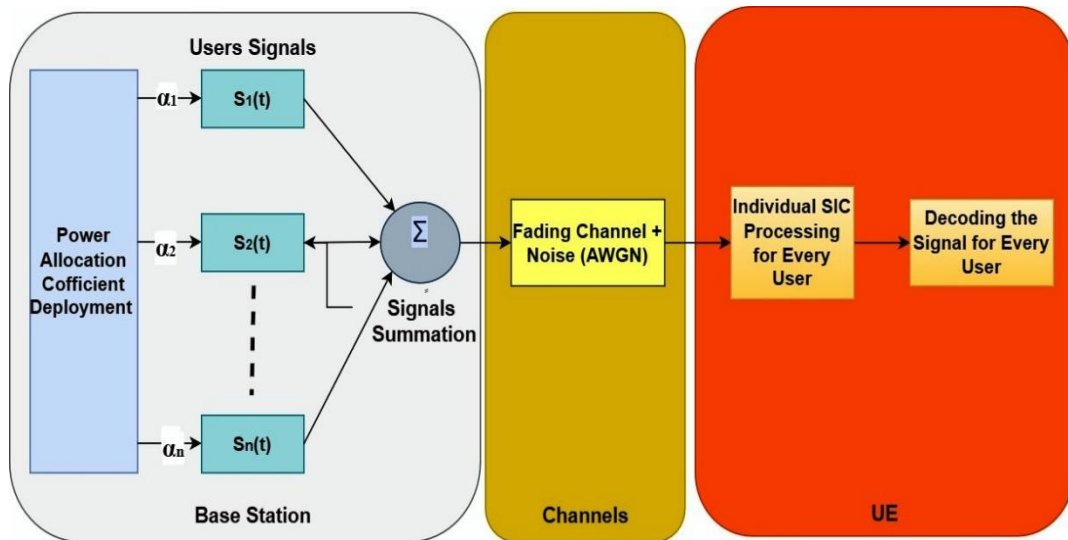 Users Signals
Power
Allocation
Cofficient
Deployment
α1
S1(t)
α2
S2(t)
αn
Sn(t)
Σ
Signals
Summation
Base Station
Fading Channel +
Noise (AWGN)
Channels
Individual SIC
Processing
for Every
User
Decoding the
Signal for Every
User
UE